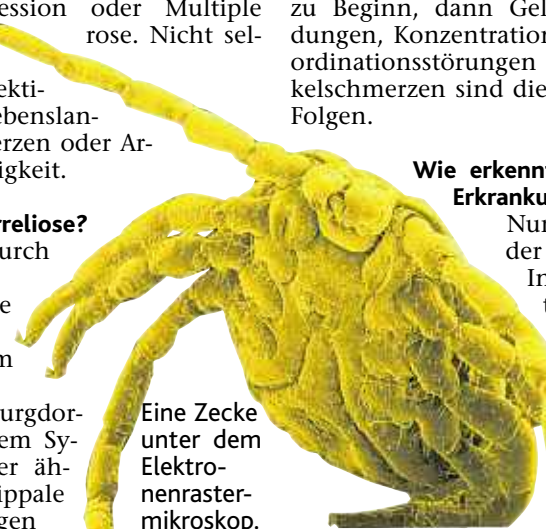 ession oder Multiple
rose. Nicht sel-
ekti-
ebenslan-
erzen oder Ar-
igkeit.
rreliose?
urch
e
m
urgdor-
em Sy-
er äh-
ippale
gen
Eine Zecke
unter dem
Elektro-
nenraster-
mikroskop.
zu Beginn, dann Gel
dungen, Konzentration
ordinationsstörungen
kelschmerzen sind die
Folgen.
Wie erkennt
Erkranku
Nur
der
In
t